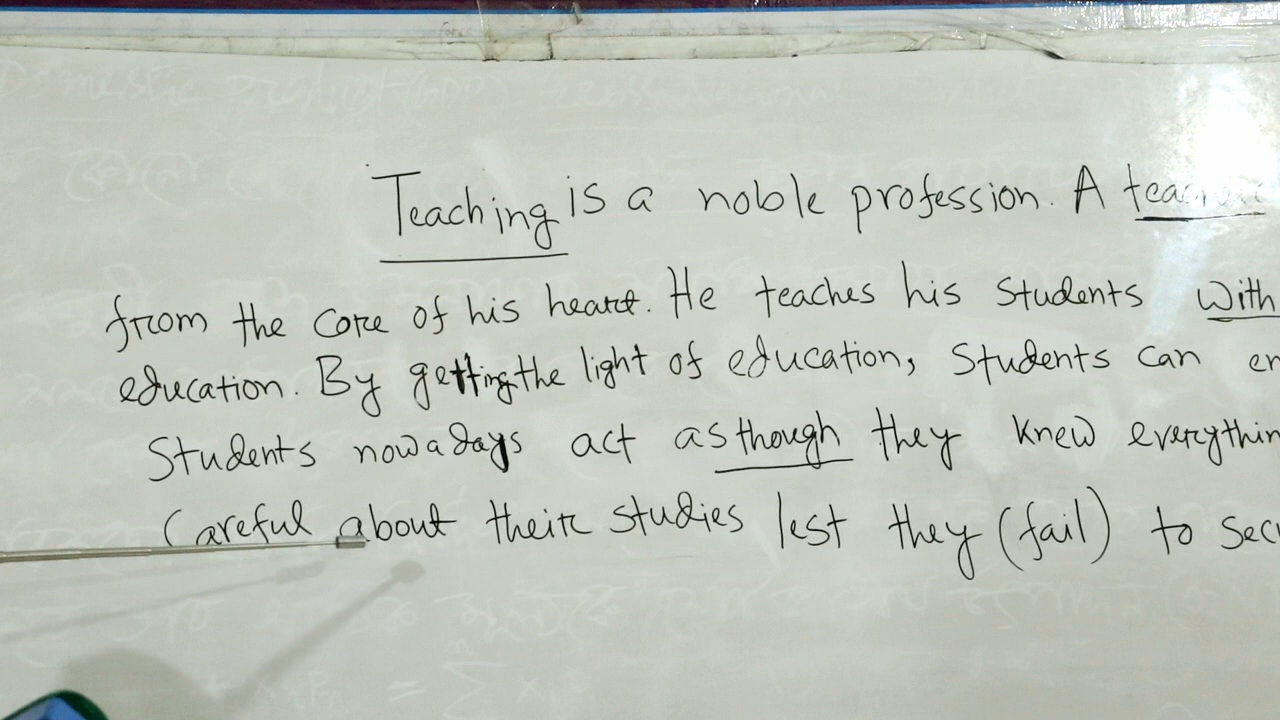 Teaching is a noble profession. A
from the core of his heart. He teaches his students with
education. By getting the light of education, students can
Students nowadays act as though they knew
Careful about their studies lest they (fail) to